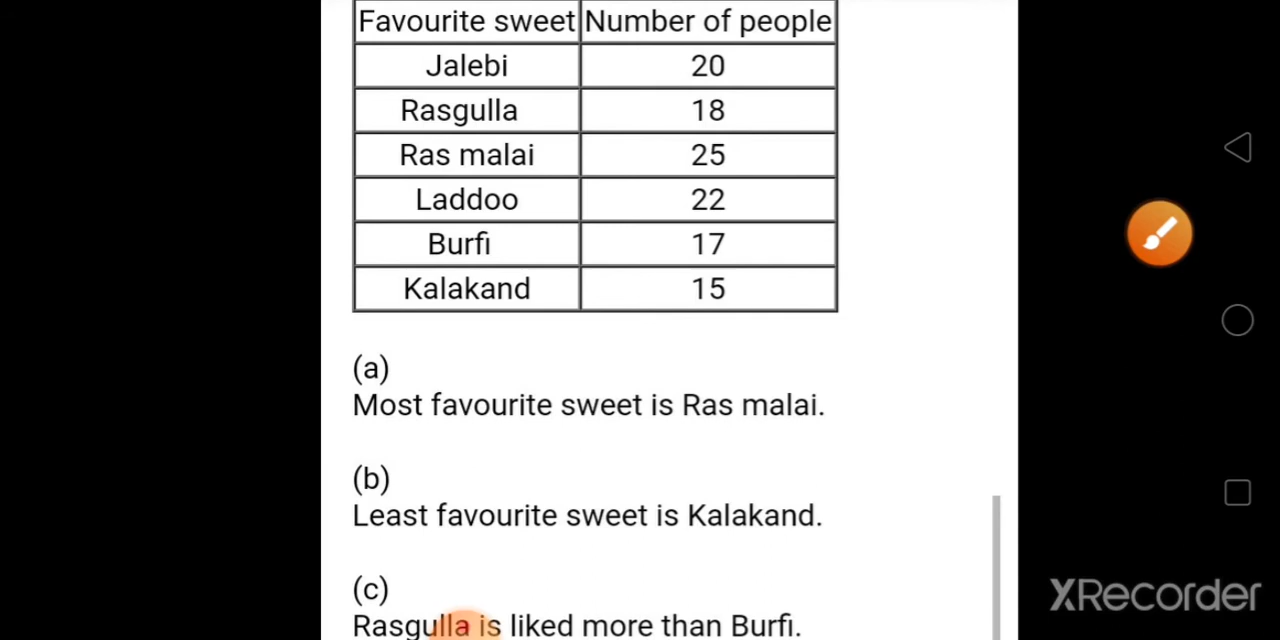 Favourite sweet Number of people
Jalebi 20
Rasgulla 18
Ras malai 25
Laddoo 22
Burfi 17
Kalakand 15
(a)
Most favourite sweet is Ras malai.
(b)
Least favourite sweet is Kalakand.
(c)
Rasgulla is liked more than Burfi.
XRecorder